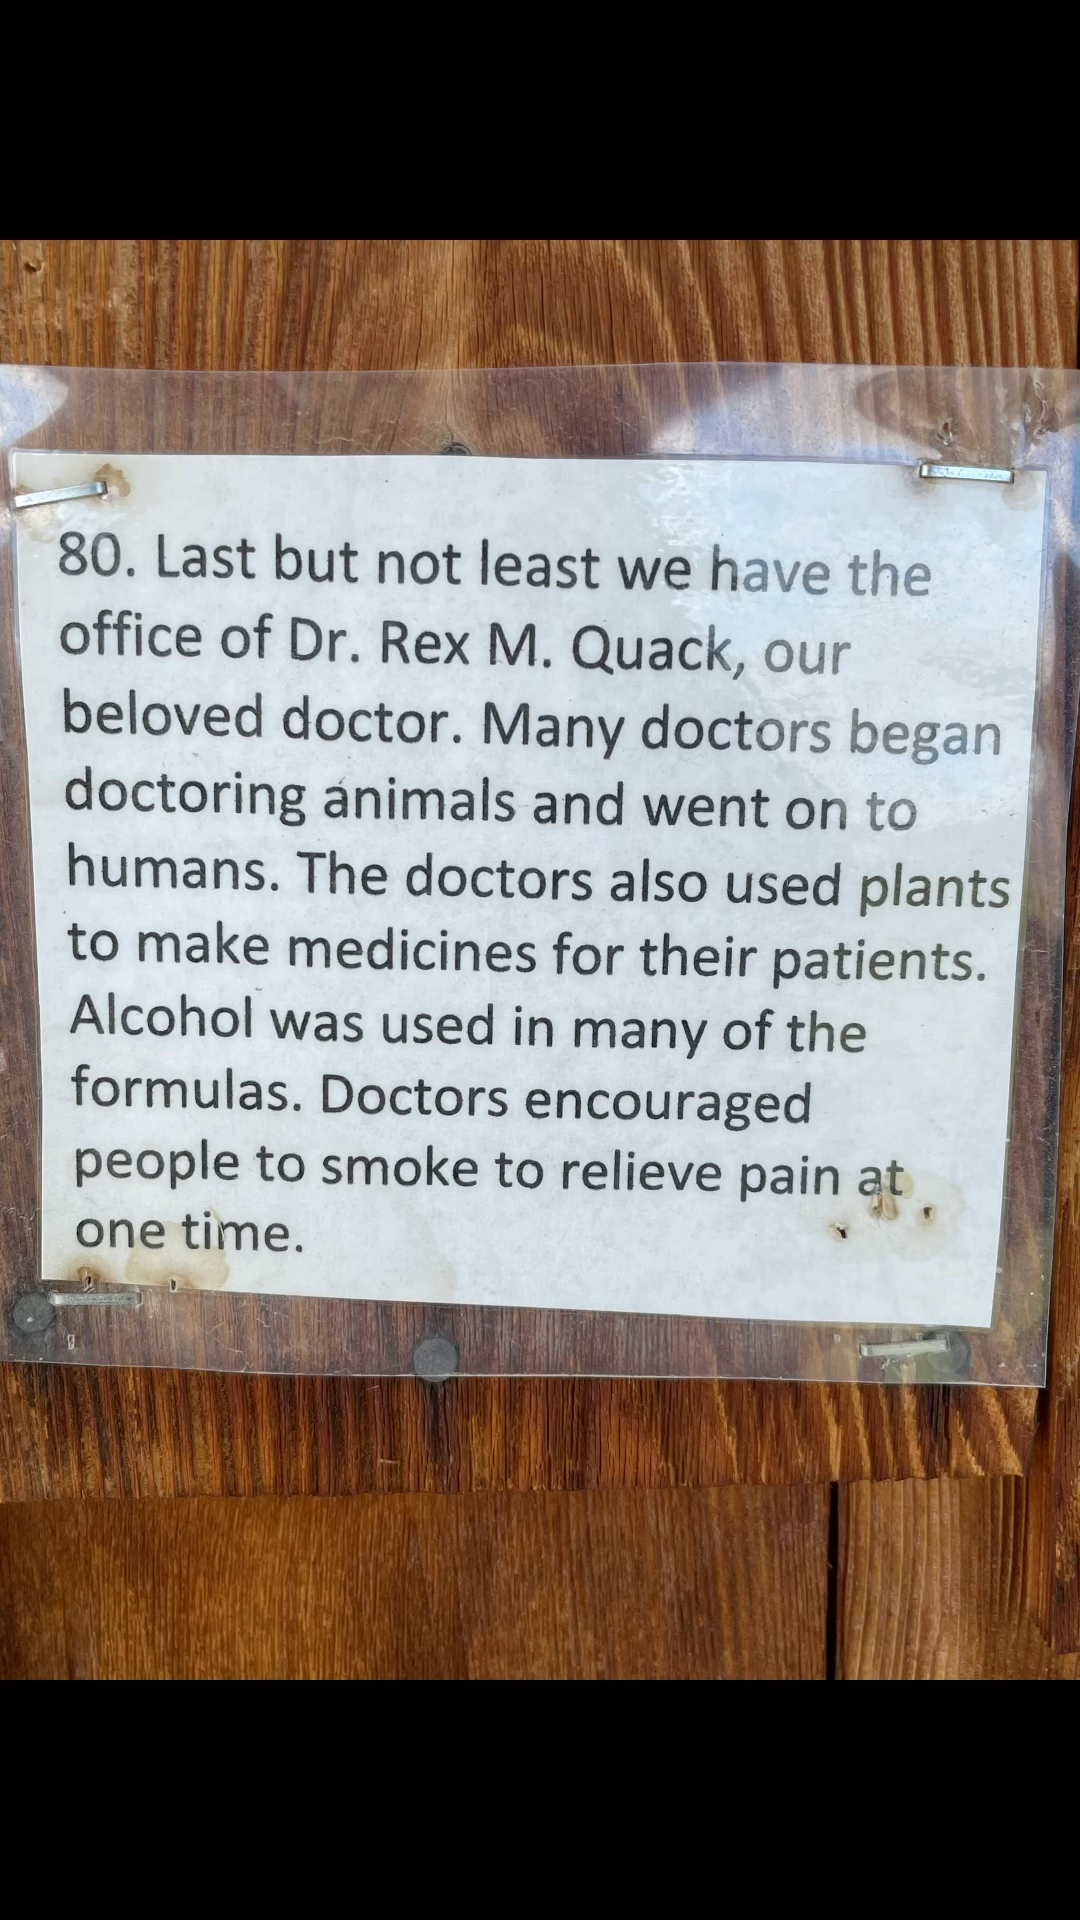 80. Last but not least we have the
office of Dr. Rex M. Quack, our
beloved doctor. Many doctors began
doctoring animals and went on to
humans. The doctors also used plants
to make medicines for their patients.
Alcohol was used in many of the
formulas. Doctors encouraged
people to smoke to relieve pain at
one time.